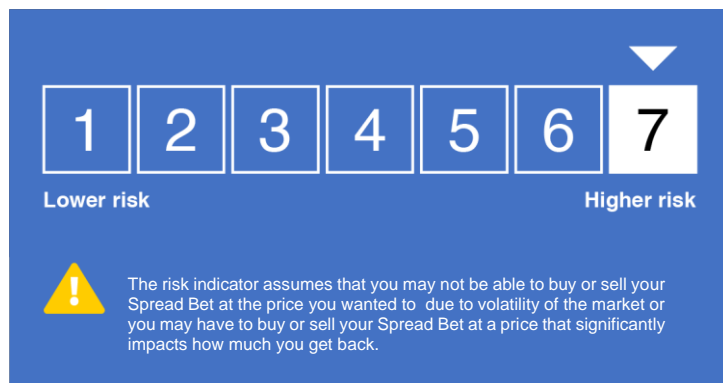 1 2 3 4 5 6 7
Lower risk Higher risk
The risk indicator assumes that you may not be able to buy or sell your
Spread Bet at the price you wanted to  due to volatility of the market or
you may have to buy or sell your Spread Bet at a price that significantly
impacts how much you get back.